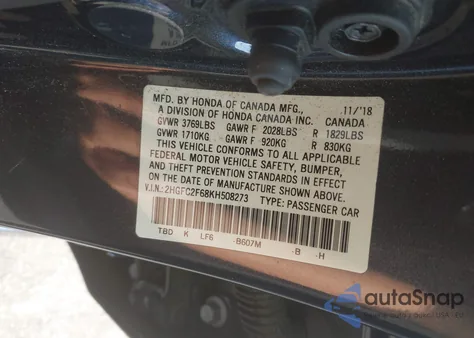 MFD. BY HONDA OF CANADA MFG., 11/'18
A DIVISION OF HONDA CANADA INC. CANADA
GVWR 3769LBS GAWR F 2028LBS R 1829LBS
GVWR 1710KG GAWR F 920KG R 830KG
THIS VEHICLE CONFORMS TO ALL APPLICABLE
FEDERAL MOTOR VEHICLE SAFETY, BUMPER,
AND THEFT PREVENTION STANDARDS IN EFFECT
ON THE DATE OF MANUFACTURE SHOWN ABOVE.
V.I.N.: 2HGFC2F68KH508273 TYPE: PASSENGER CAR
TBD K LF6 -B607M -B -H
autoSnap